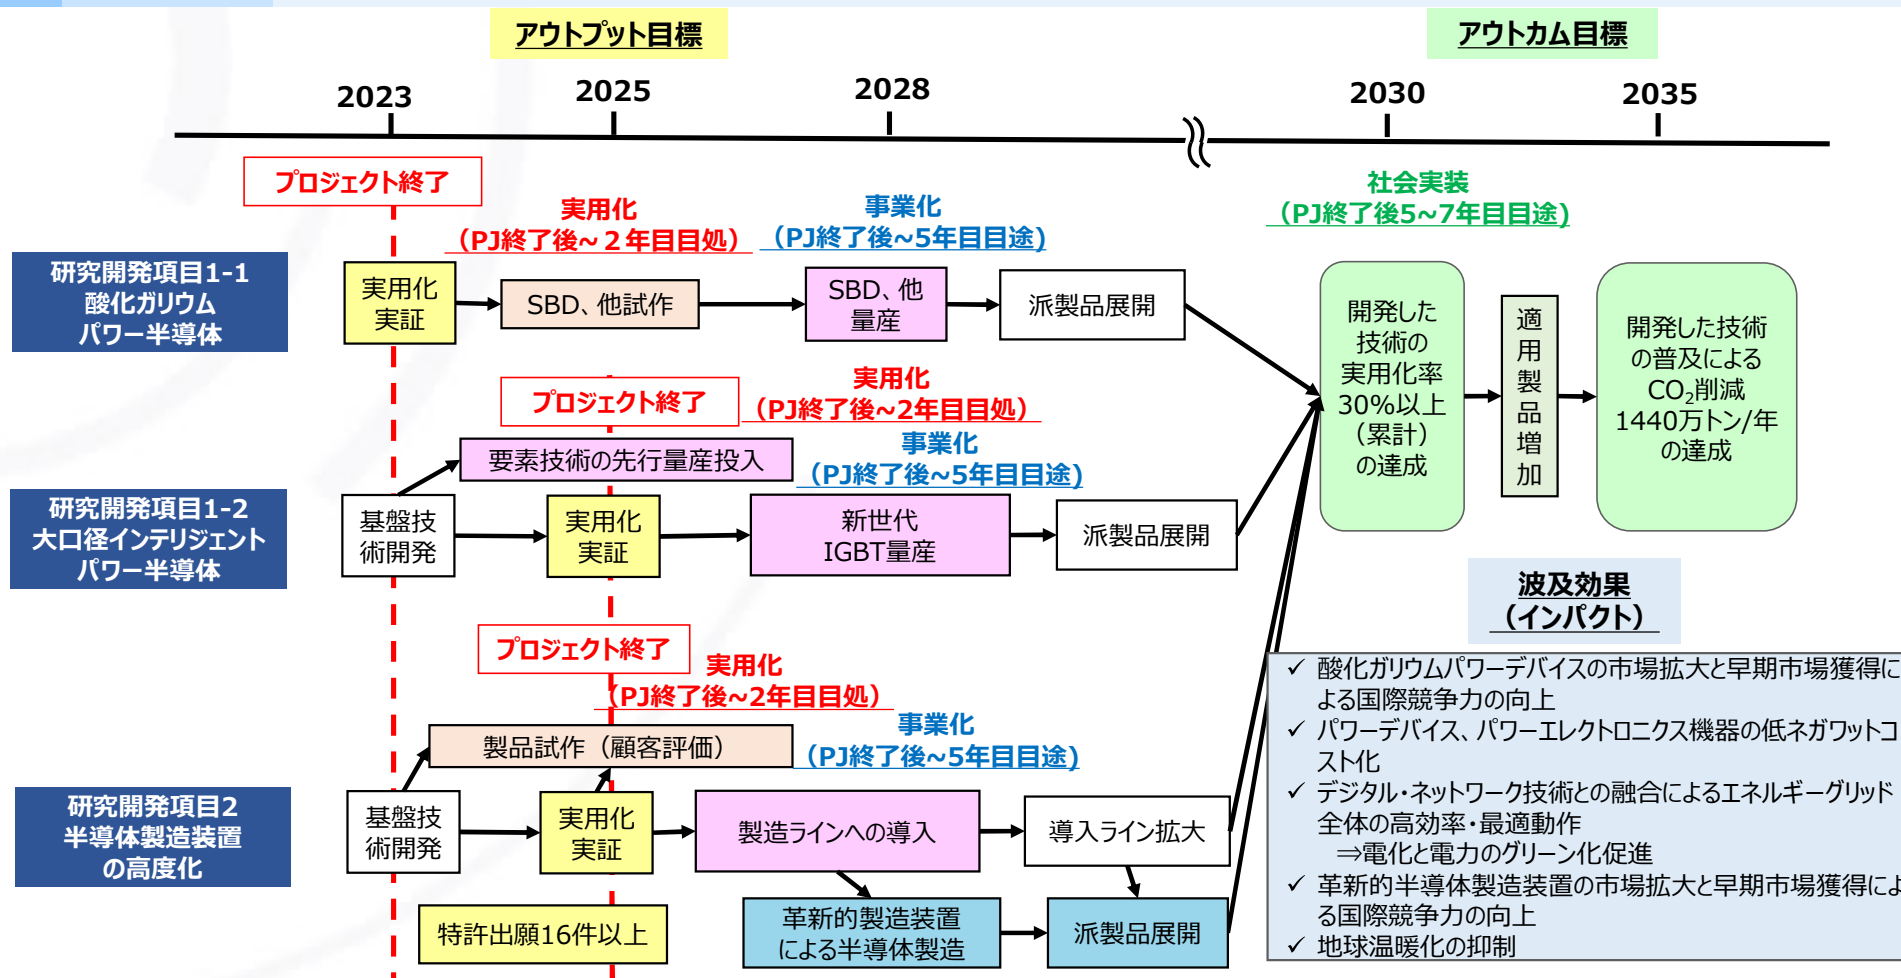 アウトプット目標
アウトカム目標
2023
2025
2028
2030
2035
プロジェクト終了
実用化
(PJ終了後~２年目目処)
事業化
(PJ終了後~5年目目途)
社会実装
(PJ終了後5~7年目目途)
研究開発項目1-1
酸化ガリウム
パワー半導体
実用化
実証
SBD、他試作
SBD、他
量産
派製品展開
プロジェクト終了
実用化
(PJ終了後~2年目目処)
要素技術の先行量産投入
事業化
(PJ終了後~5年目目途)
研究開発項目1-2
大口径インテリジェント
パワー半導体
基盤技
術開発
実用化
実証
新世代
IGBT量産
派製品展開
プロジェクト終了
実用化
(PJ終了後~2年目目処)
製品試作（顧客評価）
事業化
(PJ終了後~5年目目途)
研究開発項目2
半導体製造装置
の高度化
基盤技
術開発
実用化
実証
製造ラインへの導入
導入ライン拡大
特許出願16件以上
革新的製造装置
による半導体製造
派製品展開
開発した
技術の
実用化率
30%以上
（累計）
の達成
適
用
製
品
増
加
開発した技術
の普及による
CO₂削減
1440万トン/年
の達成
波及効果
（インパクト）
✓ 酸化ガリウムパワーデバイスの市場拡大と早期市場獲得に
よる国際競争力の向上
✓ パワーデバイス、パワーエレクトロニクス機器の低ネガワットコ
スト化
✓ デジタル・ネットワーク技術との融合によるエネルギーグリッド
全体の高効率・最適動作
⇒電化と電力のグリーン化促進
✓ 革新的半導体製造装置の市場拡大と早期市場獲得によ
る国際競争力の向上
✓ 地球温暖化の抑制